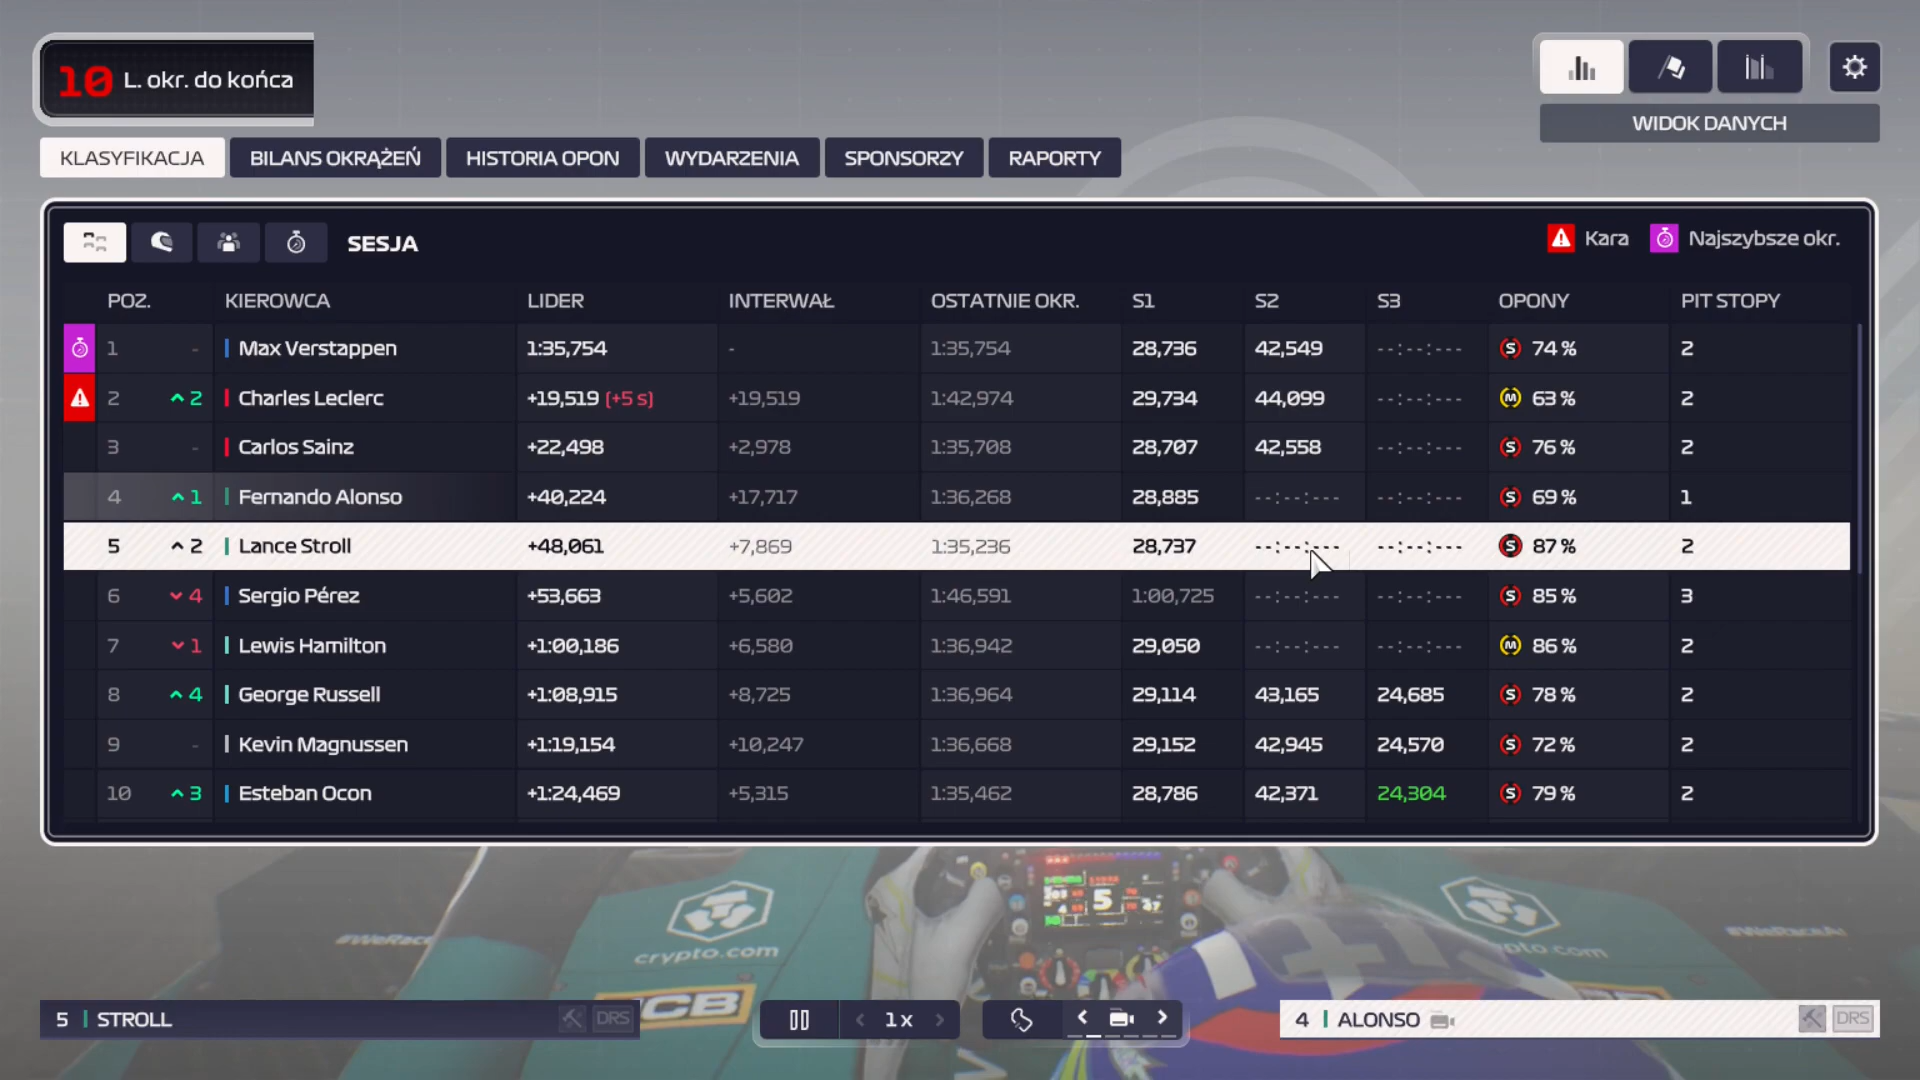 10 L. okr. do końca
WIDOK DANYCH
KLASYFIKACJA BILANS OKRĄŻEŃ HISTORIA OPON WYDARZENIA SPONSORZY RAPORTY
SESJA Kara Najszybsze okr.
POZ. KIEROWCA LIDER INTERWAŁ OSTATNIE OKR. S1 S2 S3 OPONY PIT STOPY
1 - Max Verstappen 1:35,754 - 1:35,754 28,736 42,549 --:--:--- S 74 % 2
2 2 Charles Leclerc +19,519 (+5 s) +19,519 1:42,974 29,734 44,099 --:--:--- M 63 % 2
3 - Carlos Sainz +22,498 +2,978 1:35,708 28,707 42,558 --:--:--- S 76 % 2
4 1 Fernando Alonso +40,224 +17,717 1:36,268 28,885 --:--:--- --:--:--- S 69 % 1
5 2 Lance Stroll +48,061 +7,869 1:35,236 28,737 --:--:--- --:--:--- S 87 % 2
6 4 Sergio Pérez +53,663 +5,602 1:46,591 1:00,725 --:--:--- --:--:--- S 85 % 3
7 1 Lewis Hamilton +1:00,186 +6,580 1:36,942 29,050 --:--:--- --:--:--- M 86 % 2
8 4 George Russell +1:08,915 +8,725 1:36,964 29,114 43,165 24,685 S 78 % 2
9 - Kevin Magnussen +1:19,154 +10,247 1:36,668 29,152 42,945 24,570 S 72 % 2
10 3 Esteban Ocon +1:24,469 +5,315 1:35,462 28,786 42,371 24,304 S 79 % 2
5
crypto.com
crypto.com
5 STROLL DRS
1x
4 ALONSO DRS